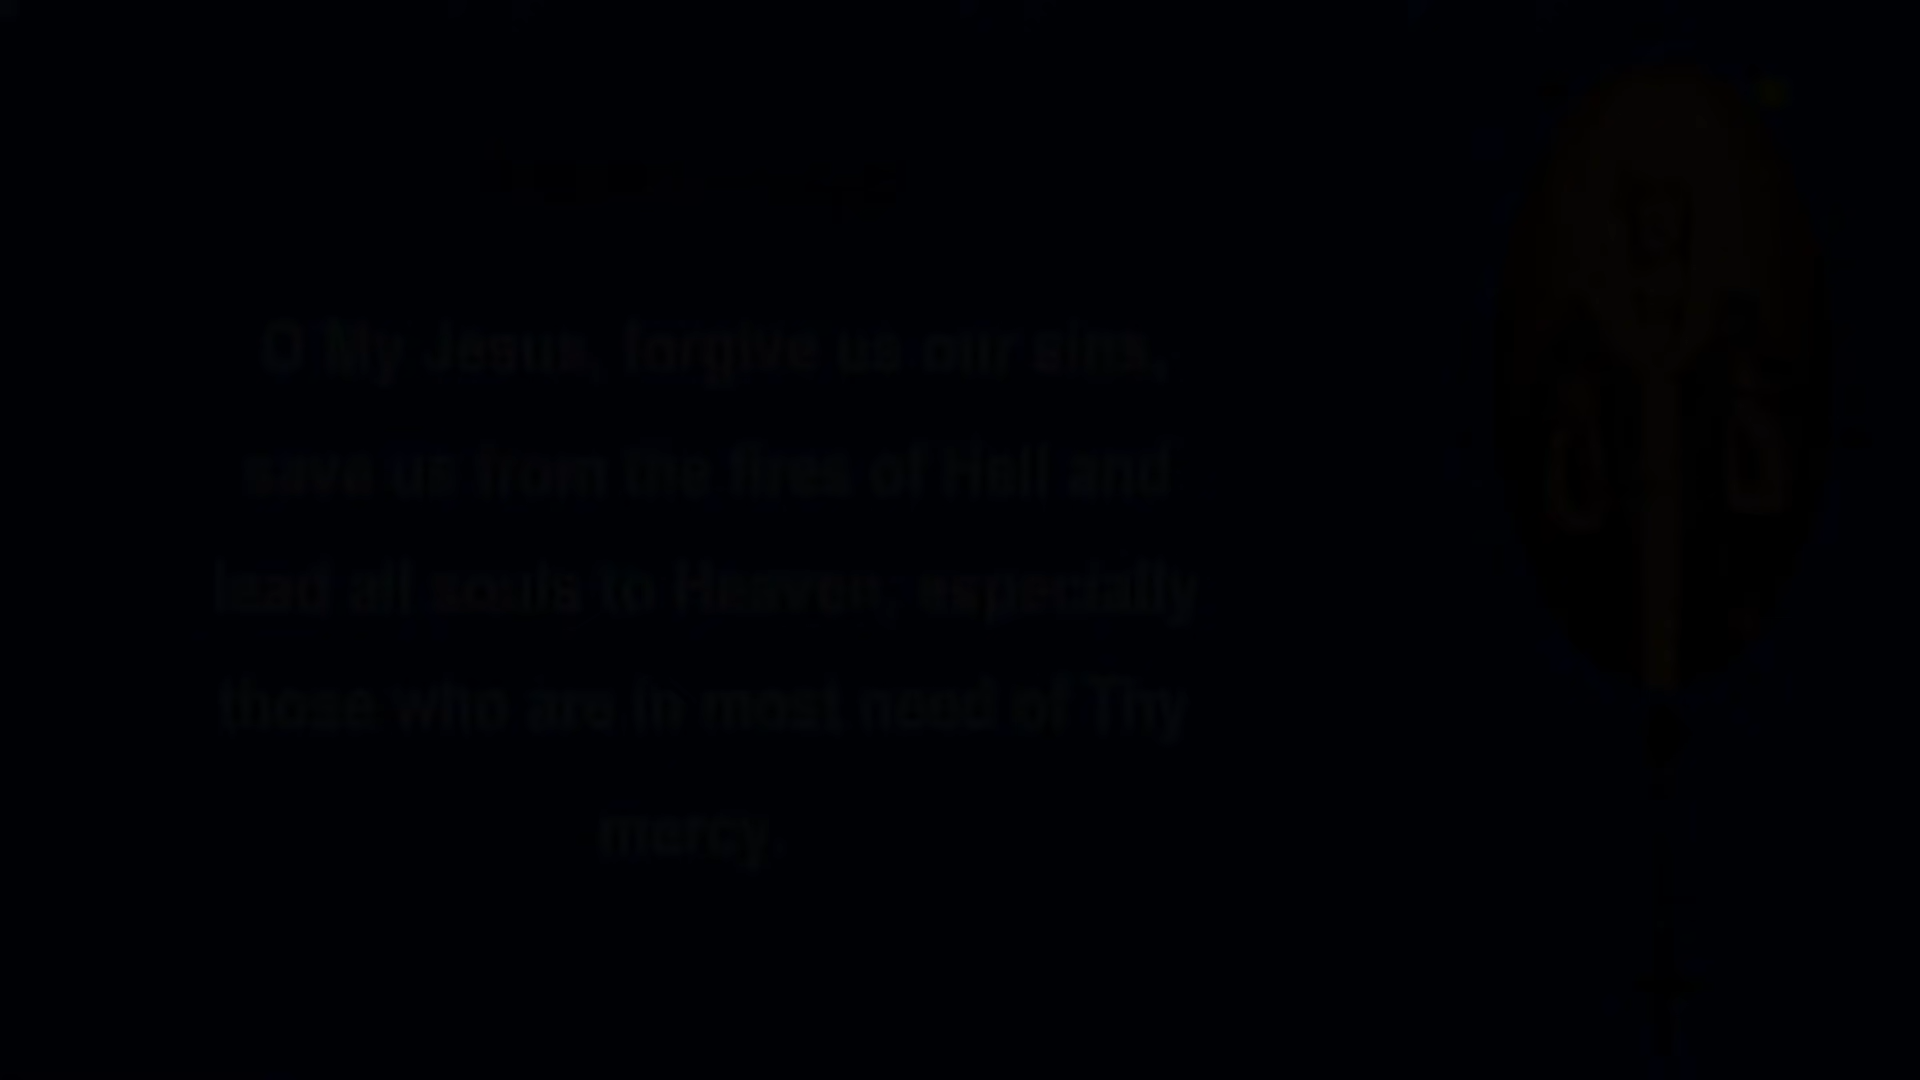 O My Jesus, forgive us our sins,
save us from the fires of Hell and
lead all souls to Heaven, especially
those who are in most need of Thy
mercy.